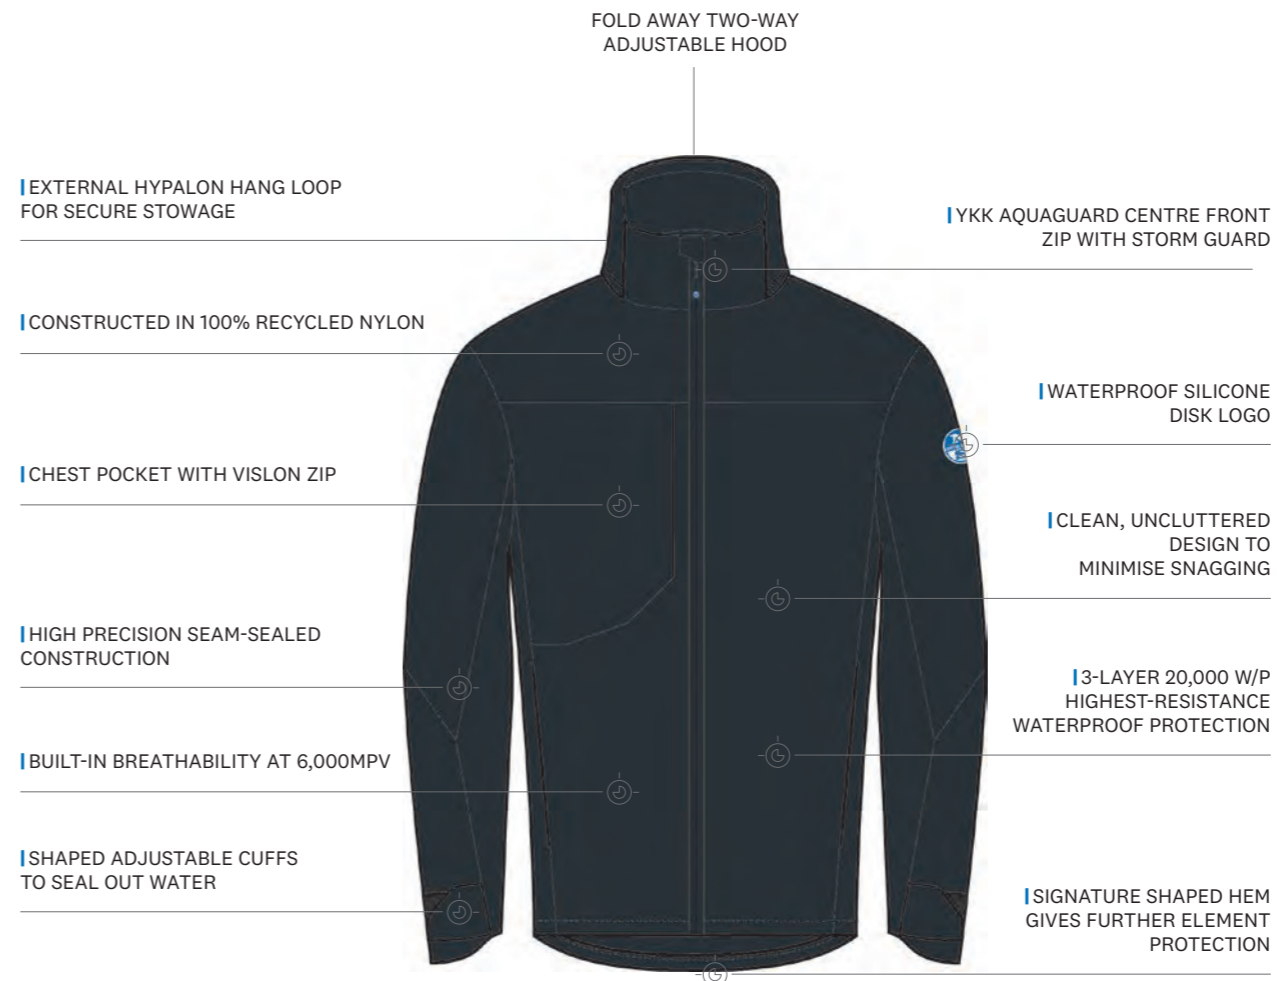 FOLD AWAY TWO-WAY
ADJUSTABLE HOOD
EXTERNAL HYPALON HANG LOOP
FOR SECURE STOWAGE
CONSTRUCTED IN 100% RECYCLED NYLON
CHEST POCKET WITH VISLON ZIP
HIGH PRECISION SEAM-SEALED
CONSTRUCTION
BUILT-IN BREATHABILITY AT 6,000MPV
SHAPED ADJUSTABLE CUFFS
TO SEAL OUT WATER
YKK AQUAGUARD CENTRE FRONT
ZIP WITH STORM GUARD
WATERPROOF SILICONE
DISK LOGO
CLEAN, UNCLUTTERED
DESIGN TO
MINIMISE SNAGGING
3-LAYER 20,000 W/P
HIGHEST-RESISTANCE
WATERPROOF PROTECTION
SIGNATURE SHAPED HEM
GIVES FURTHER ELEMENT
PROTECTION